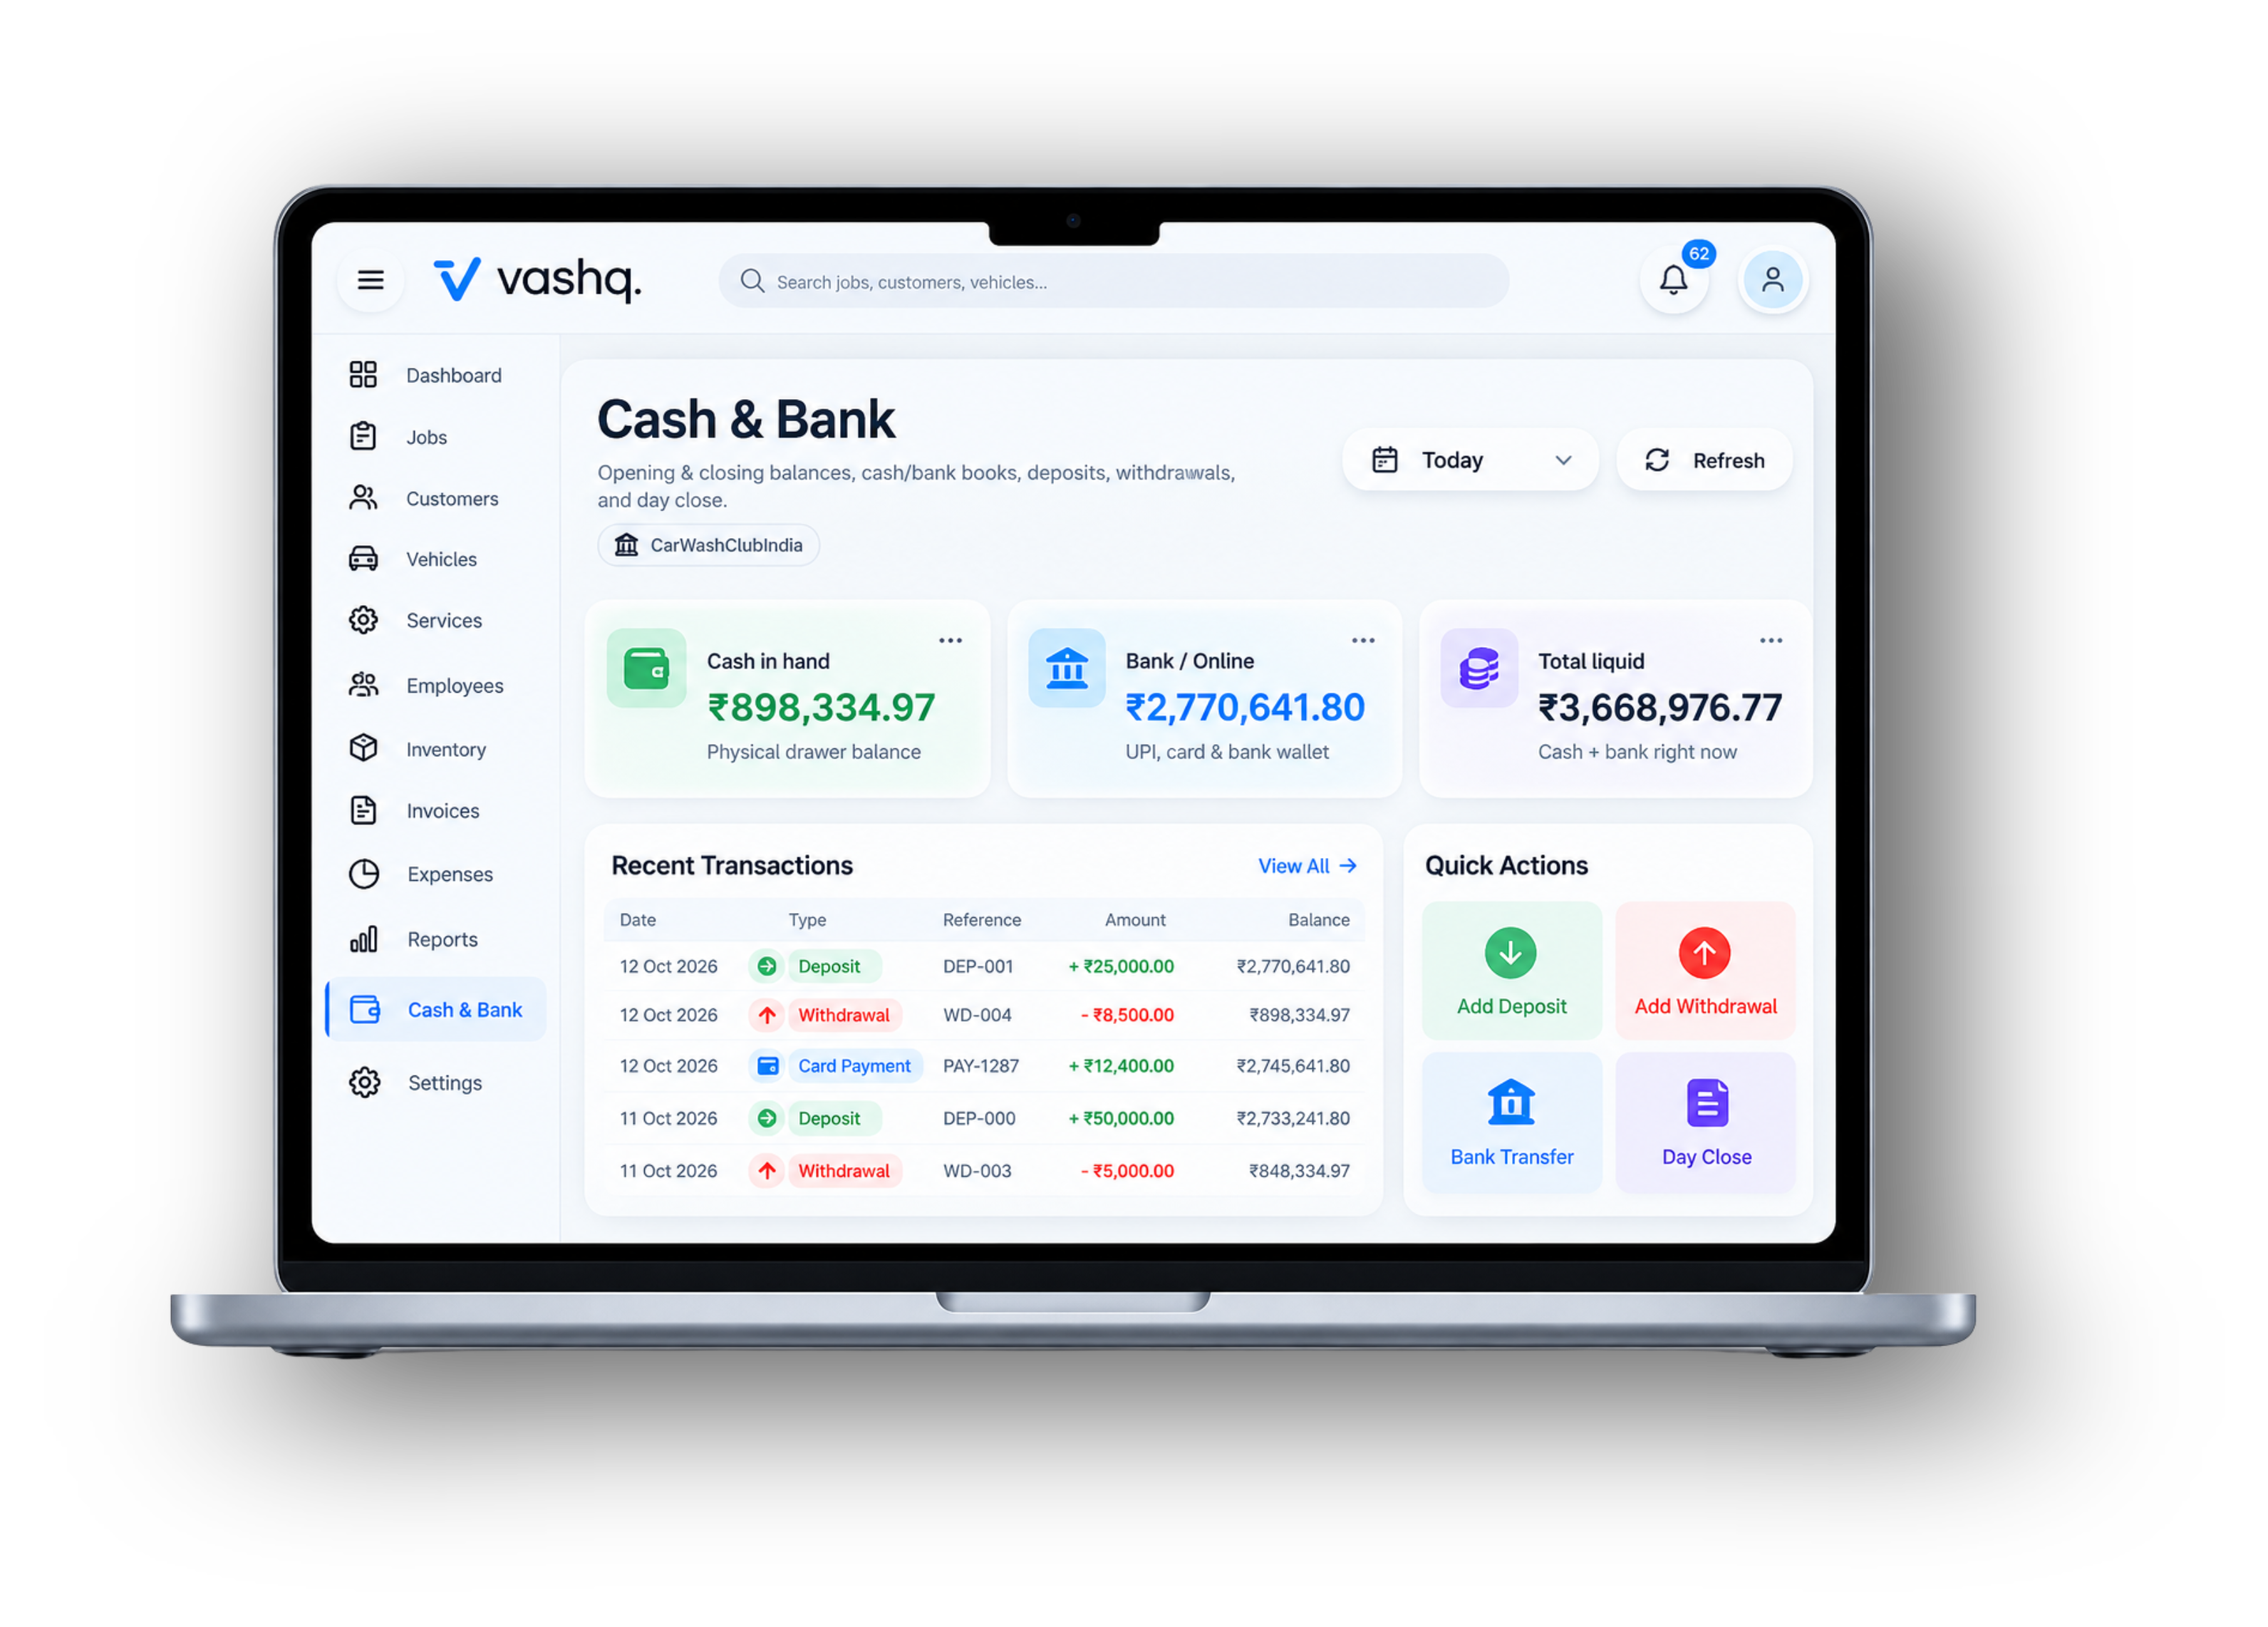 vashq.
Search jobs, customers, vehicles...
62
Dashboard
Jobs
Customers
Vehicles
Services
Employees
Inventory
Invoices
Expenses
Reports
Cash & Bank
Settings
Cash & Bank
Opening & closing balances, cash/bank books, deposits, withdrawals,
and day close.
CarWashClubIndia
Today
Refresh
Cash in hand
₹898,334.97
Physical drawer balance
Bank / Online
₹2,770,641.80
UPI, card & bank wallet
Total liquid
₹3,668,976.77
Cash + bank right now
Recent Transactions
View All →
Date Type Reference Amount Balance
12 Oct 2026 Deposit DEP-001 + ₹25,000.00 ₹2,770,641.80
12 Oct 2026 Withdrawal WD-004 - ₹8,500.00 ₹898,334.97
12 Oct 2026 Card Payment PAY-1287 + ₹12,400.00 ₹2,745,641.80
11 Oct 2026 Deposit DEP-000 + ₹50,000.00 ₹2,733,241.80
11 Oct 2026 Withdrawal WD-003 - ₹5,000.00 ₹848,334.97
Quick Actions
Add Deposit
Add Withdrawal
Bank Transfer
Day Close